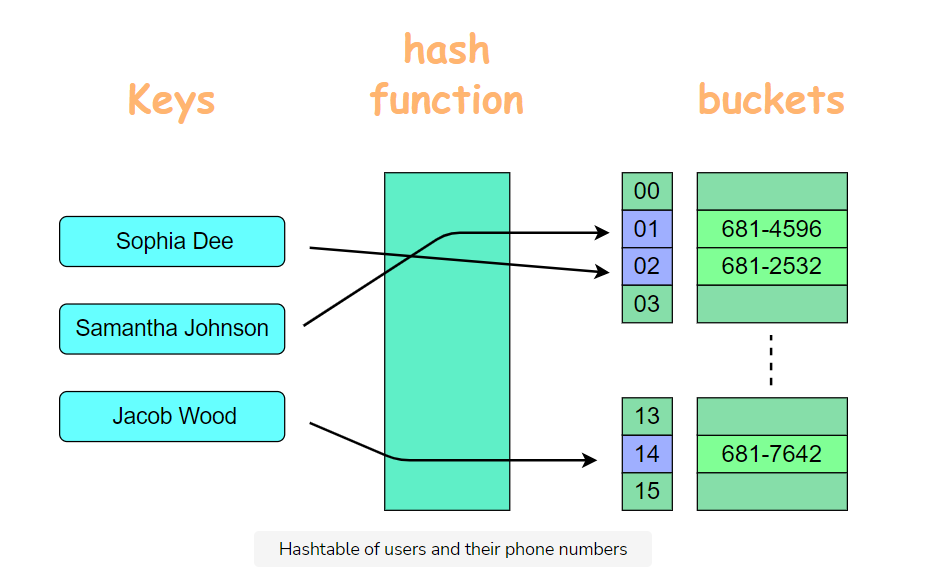 Keys
hash
function
buckets
Sophia Dee
Samantha Johnson
Jacob Wood
00
01 681-4596
02 681-2532
03
13
14 681-7642
15
Hashtable of users and their phone numbers